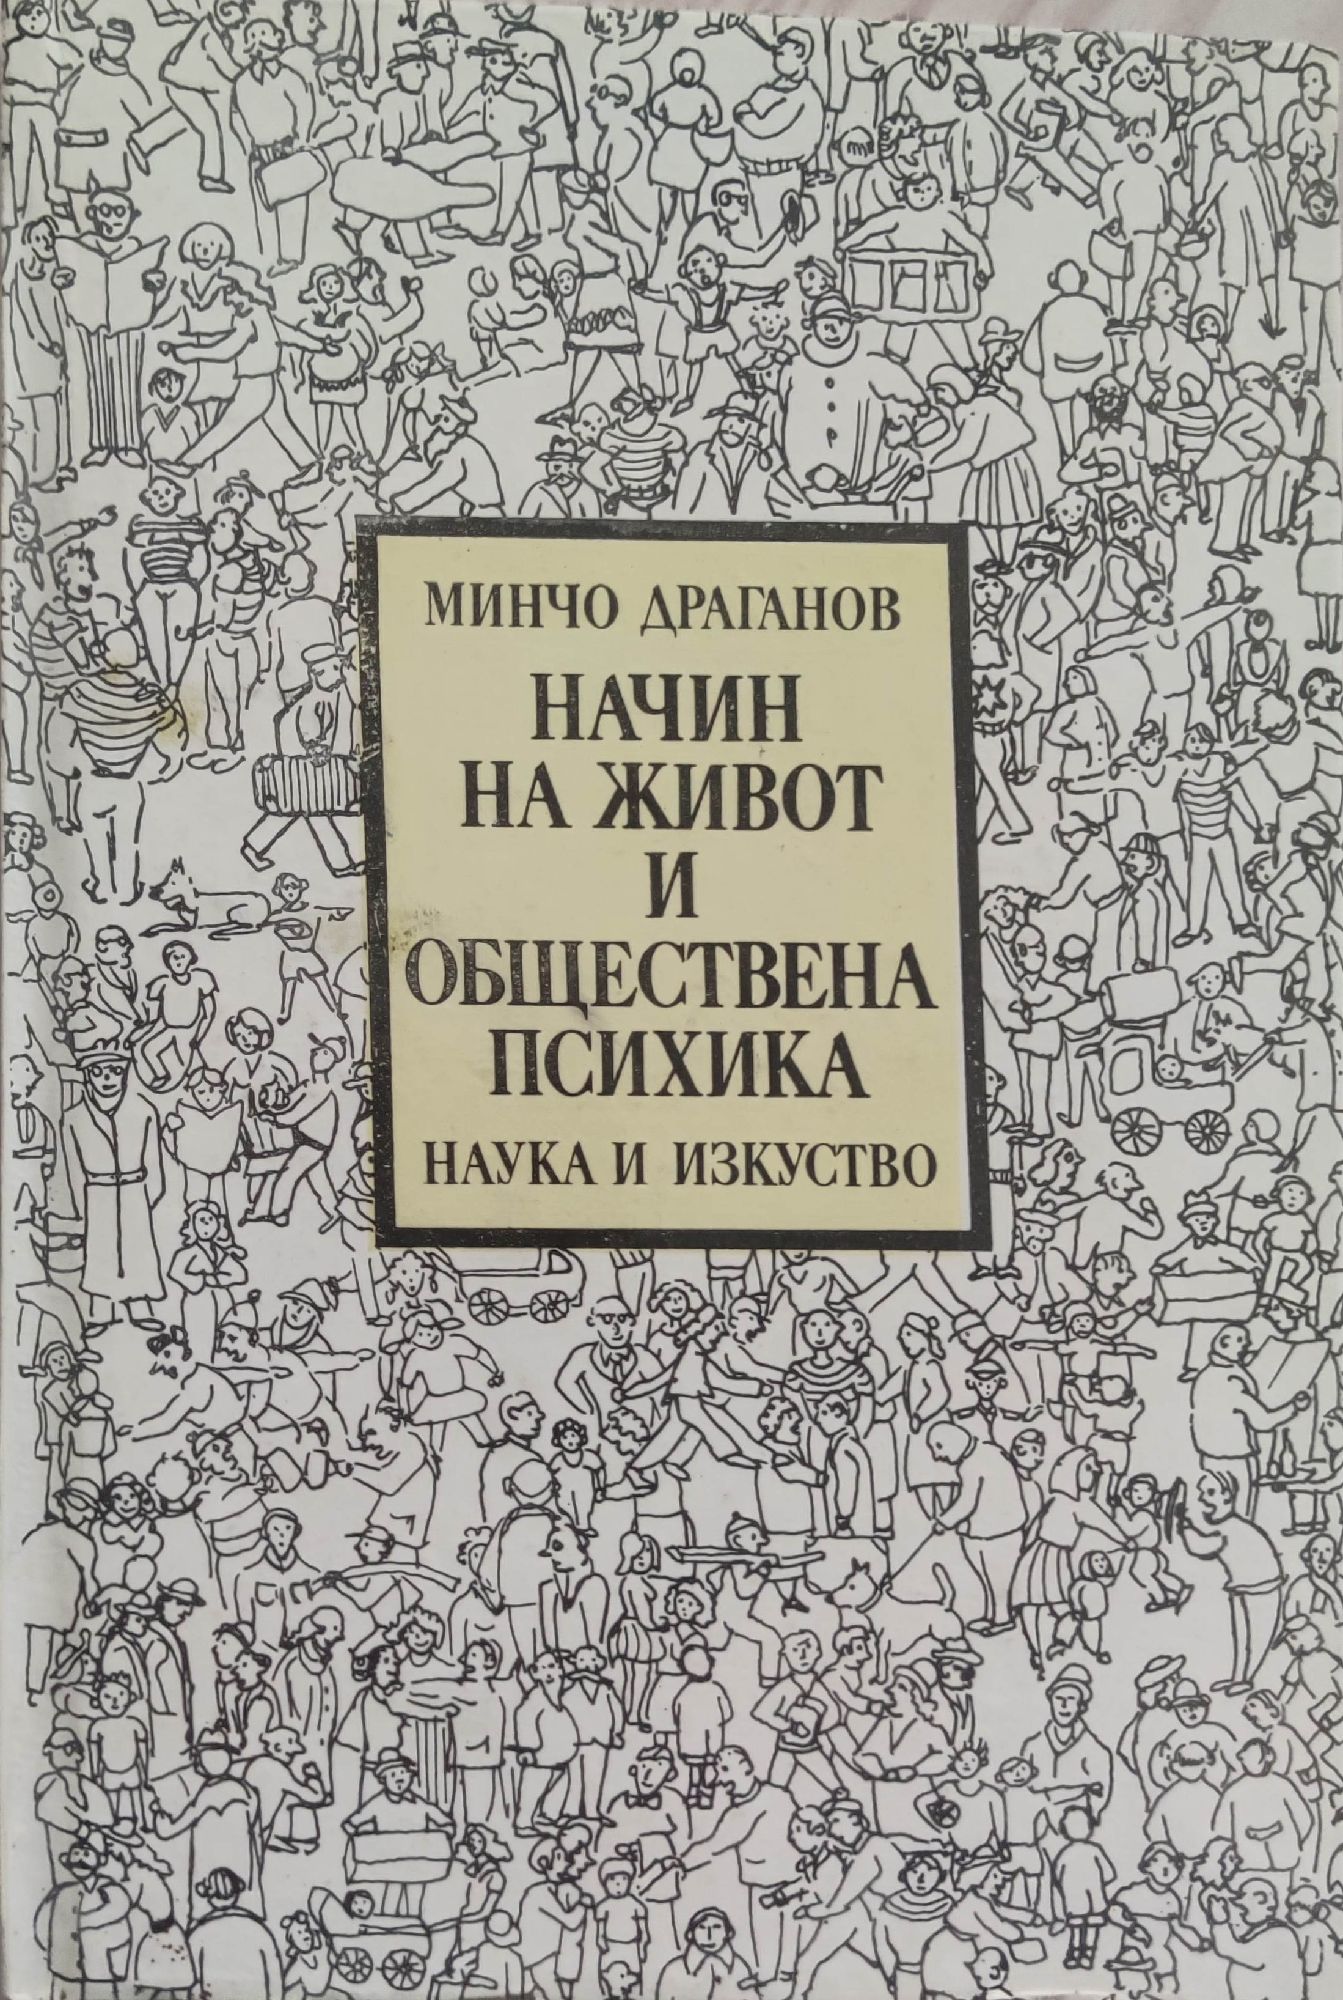 МИНЧО ДРАГАНОВ
НАЧИН
НА ЖИВОТ
И
ОБЩЕСТВЕНА
ПСИХИКА
НАУКА И ИЗКУСТВО